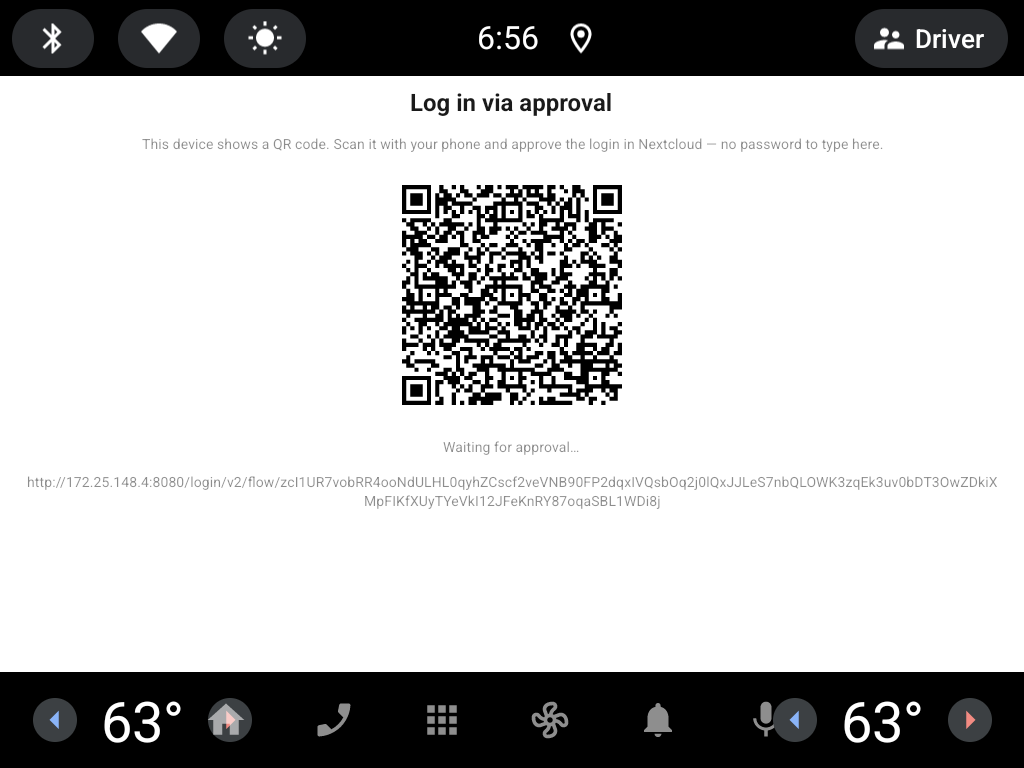 6:56
Driver
Log in via approval
This device shows a QR code. Scan it with your phone and approve the login in Nextcloud — no password to type here.
Waiting for approval…
http://172.25.148.4:8080/login/v2/flow/zcI1UR7vobRR4ooNdULHL0qyhZCscf2veVNB90FP2dqxIVQsbOq2j0lQxJJLeS7nbQLOWK3zqEk3uv0bDT3OwZDkiX
MpFIKfXUyTYeVkI12JFeKnRY87oqaSBL1WDi8j
63° 63°